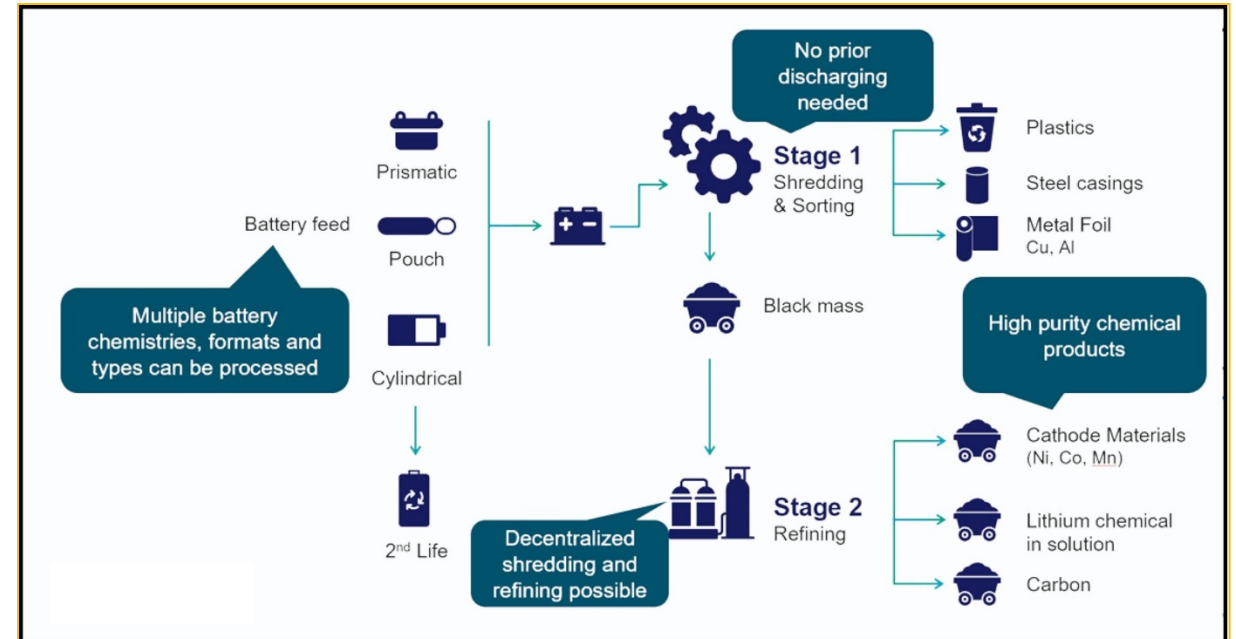 No prior
discharging
needed
Prismatic
Battery feed
Pouch
Multiple battery
chemistries, formats and
types can be processed
Cylindrical
2nd Life
Stage 1
Shredding
& Sorting
Plastics
Steel casings
Metal Foil
Cu, Al
Black mass
High purity chemical
products
Decentralized
shredding and
refining possible
Stage 2
Refining
Cathode Materials
(Ni, Co, Mn)
Lithium chemical
in solution
Carbon